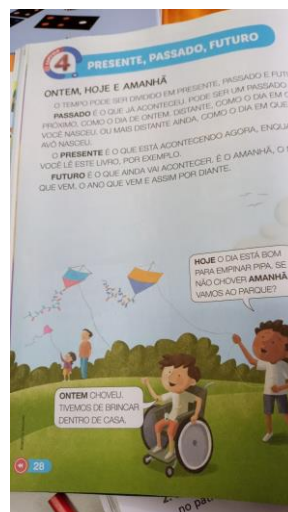 4
PRESENTE, PASSADO, FUTURO
ONTEM, HOJE E AMANHÃ
O TEMPO PODE SER DIVIDIDO EM PRESENTE, PASSADO E
PASSADO É O QUE JÁ ACONTECEU. PODE SER UM PASSADO
PRÓXIMO, COMO O DIA DE ONTEM, DISTANTE, COMO O DIA EM
VOCÊ NASCEU, OU MAIS DISTANTE AINDA, COMO O DIA EM QUE
AVÔ NASCEU.
O PRESENTE É O QUE ESTÁ ACONTECENDO AGORA,
VOCÊ LÊ ESTE LIVRO, POR EXEMPLO.
FUTURO É O QUE AINDA VAI ACONTECER, É O AMANHÃ, O
QUE VEM, O ANO QUE VEM E ASSIM POR DIANTE.
HOJE O DIA ESTÁ BOM
PARA EMPINAR PIPA. SE
NÃO CHOVER AMANHÃ,
VAMOS AO PARQUE?
ONTEM CHOVEU.
TIVEMOS DE BRINCAR
DENTRO DE CASA.
28